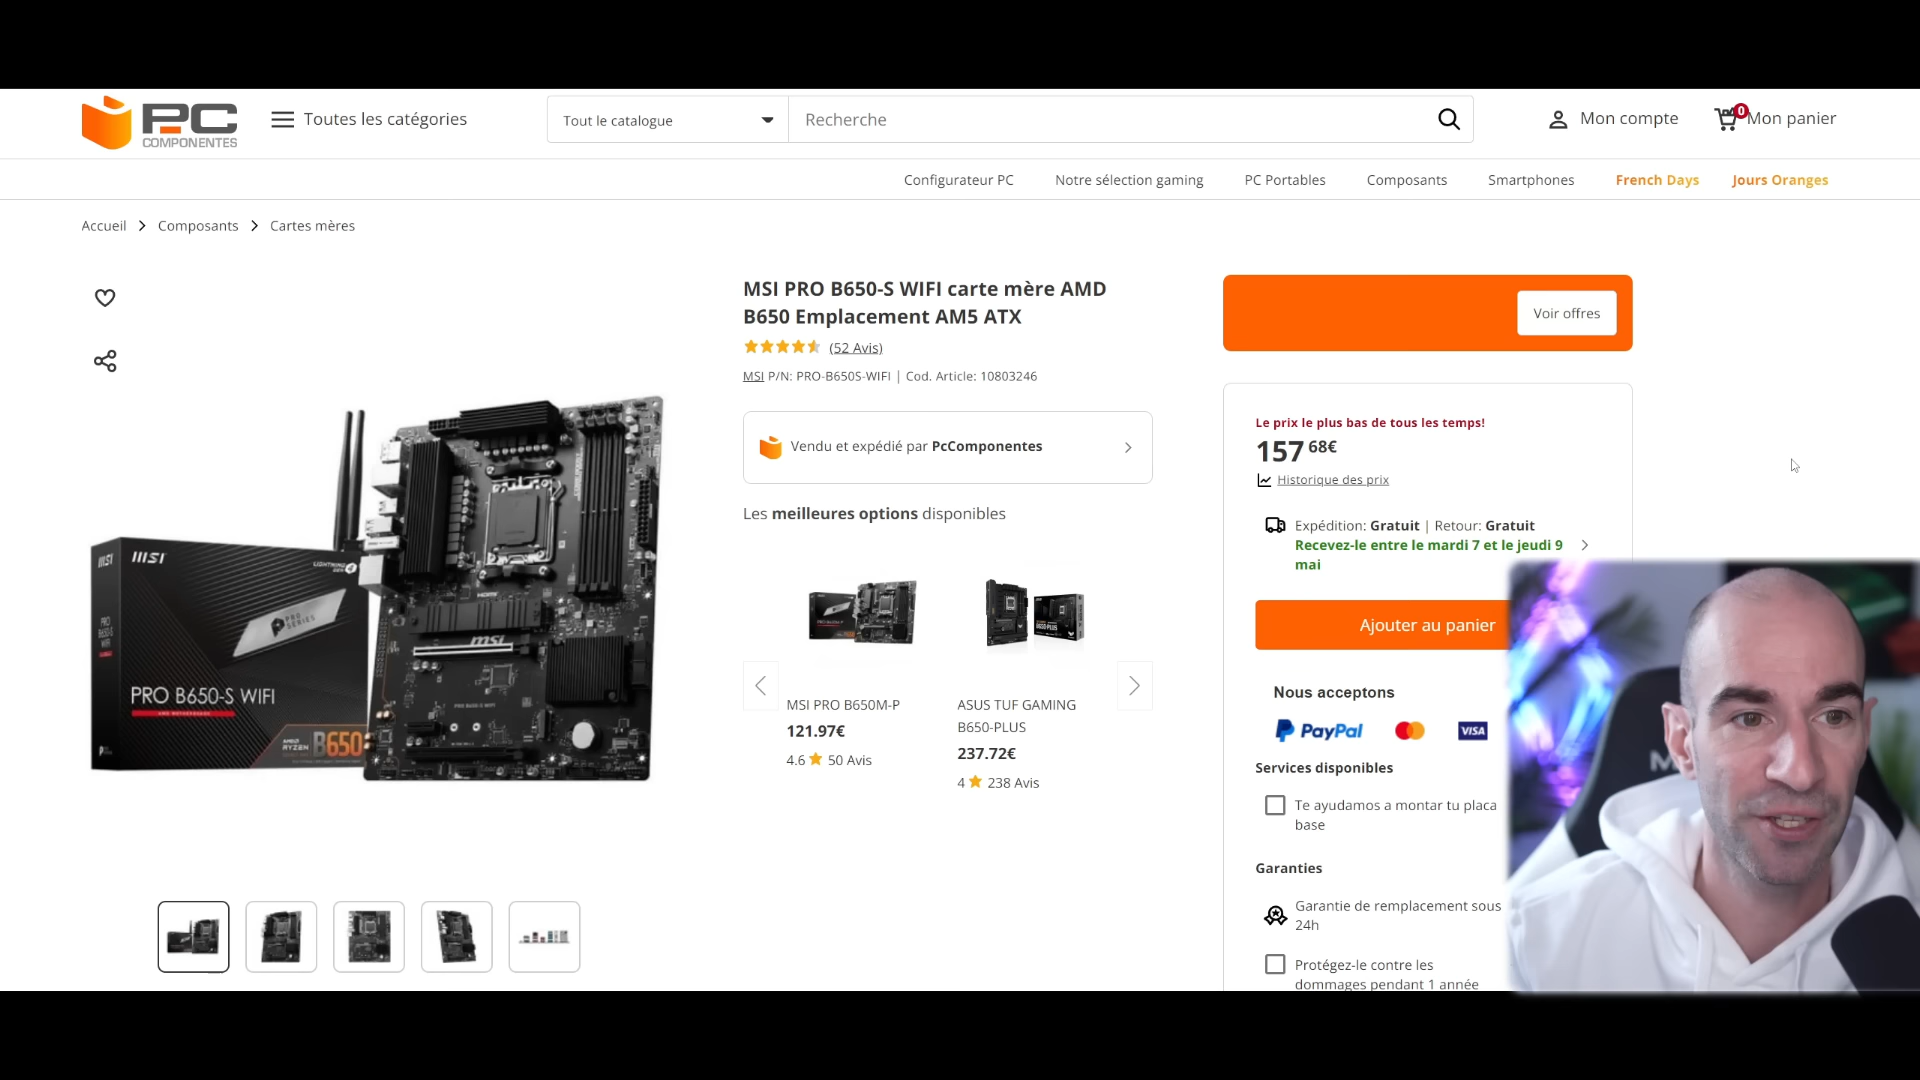 PC
COMPONENTES
Toutes les catégories
Tout le catalogue
Recherche
Mon compte
0
Mon panier
Configurateur PC
Notre sélection gaming
PC Portables
Composants
Smartphones
French Days
Jours Oranges
Accueil
Composants
Cartes mères
MSI PRO B650-S WIFI carte mère AMD
B650 Emplacement AM5 ATX
(52 Avis)
MSI P/N: PRO-B650S-WIFI | Cod. Article: 10803246
Vendu et expédié par PcComponentes
Les meilleures options disponibles
MSI PRO B650M-P
121.97€
4.6 50 Avis
ASUS TUF GAMING
B650-PLUS
237.72€
4 238 Avis
Voir offres
Le prix le plus bas de tous les temps!
157 68€
Historique des prix
Expédition: Gratuit | Retour: Gratuit
Recevez-le entre le mardi 7 et le jeudi 9
mai
Ajouter au panier
Nous acceptons
PayPal
VISA
Services disponibles
Te ayudamos a montar tu placa
base
Garanties
Garantie de remplacement sous
24h
Protégez-le contre les
dommages pendant 1 année
msi
msi
LIGHTNING
PRO
SERIES
PRO B650-S WIFI
AMD
RYZEN
B650
msi